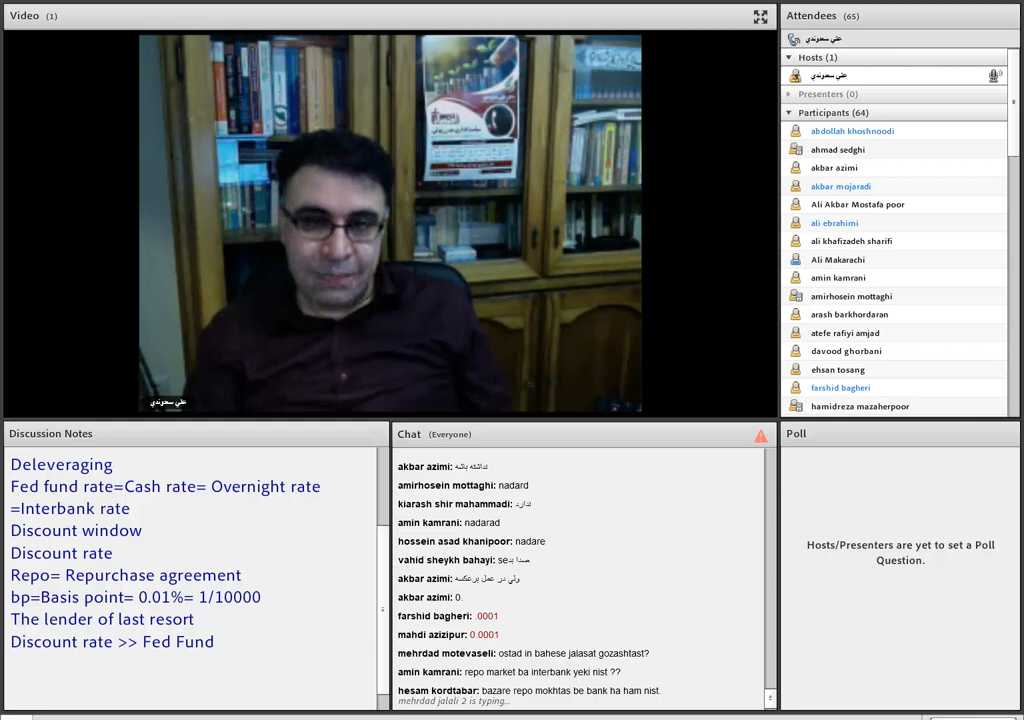 Video (1)
علي سعدوندي
Attendees (65)
علي سعدوندي
Hosts (1)
علي سعدوندي
Presenters (0)
Participants (64)
abdollah khoshnoodi
ahmad sedghi
akbar azimi
akbar mojaradi
Ali Akbar Mostafa poor
ali ebrahimi
ali khafizadeh sharifi
Ali Makarachi
amin kamrani
amirhosein mottaghi
arash barkhordaran
atefe rafiyi amjad
davood ghorbani
ehsan tosang
farshid bagheri
hamidreza mazaherpoor
Discussion Notes
Deleveraging
Fed fund rate=Cash rate= Overnight rate
=Interbank rate
Discount window
Discount rate
Repo= Repurchase agreement
bp=Basis point= 0.01%= 1/10000
The lender of last resort
Discount rate >> Fed Fund
Chat (Everyone)
akbar azimi: نداشته باشه
amirhosein mottaghi: nadard
kiarash shir mahammadi: ندارد
amin kamrani: nadarad
hossein asad khanipoor: nadare
vahid sheykh bahayi: seصدا بد
akbar azimi: ولي در عمل برعكسه
akbar azimi: 0.
farshid bagheri: .0001
mahdi azizipur: 0.0001
mehrdad motevaseli: ostad in bahese jalasat gozashtast?
amin kamrani: repo market ba interbank yeki nist ??
hesam kordtabar: bazare repo mokhtas be bank ha ham nist.
mehrdad jalali 2 is typing...
Poll
Hosts/Presenters are yet to set a Poll
Question.